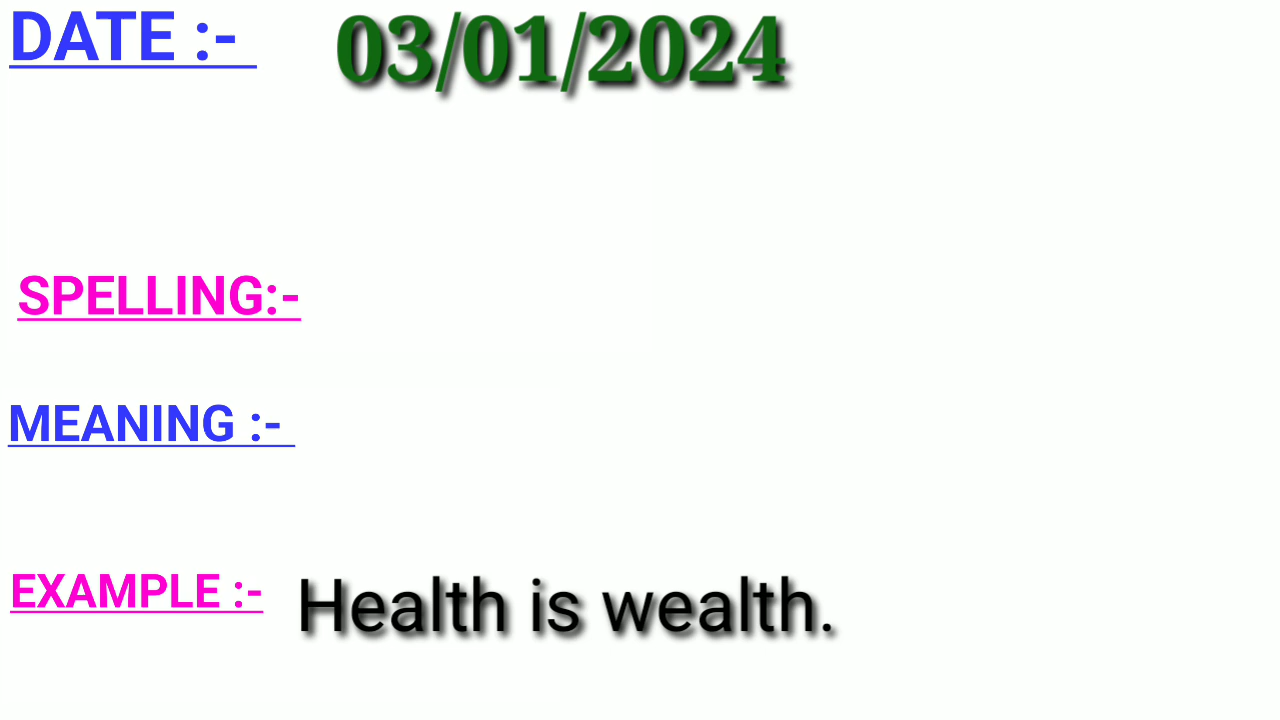 DATE :- 03/01/2024
SPELLING:-
MEANING :-
EXAMPLE :- Health is wealth.